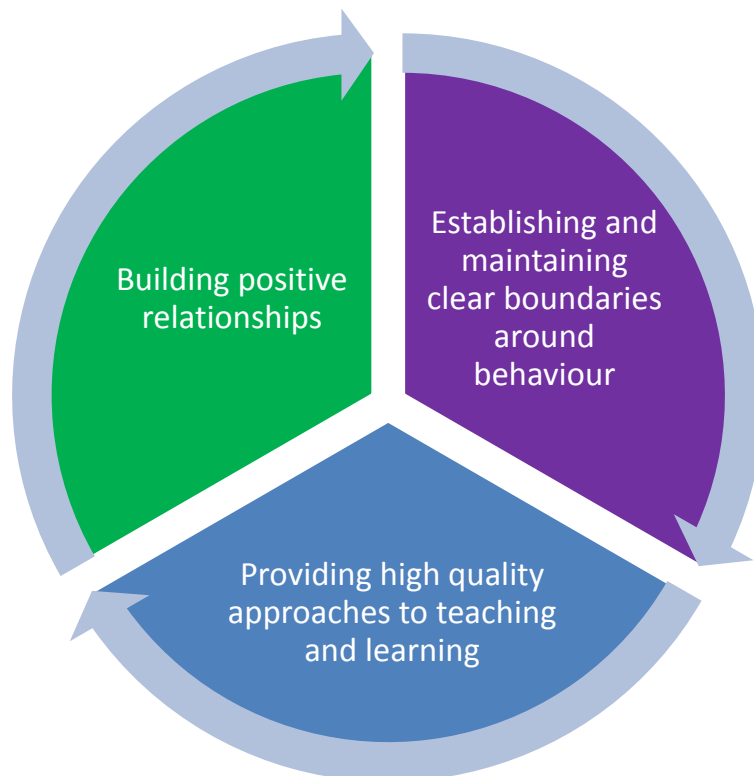 Building positive
relationships
Establishing and
maintaining
clear boundaries
around
behaviour
Providing high quality
approaches to teaching
and learning